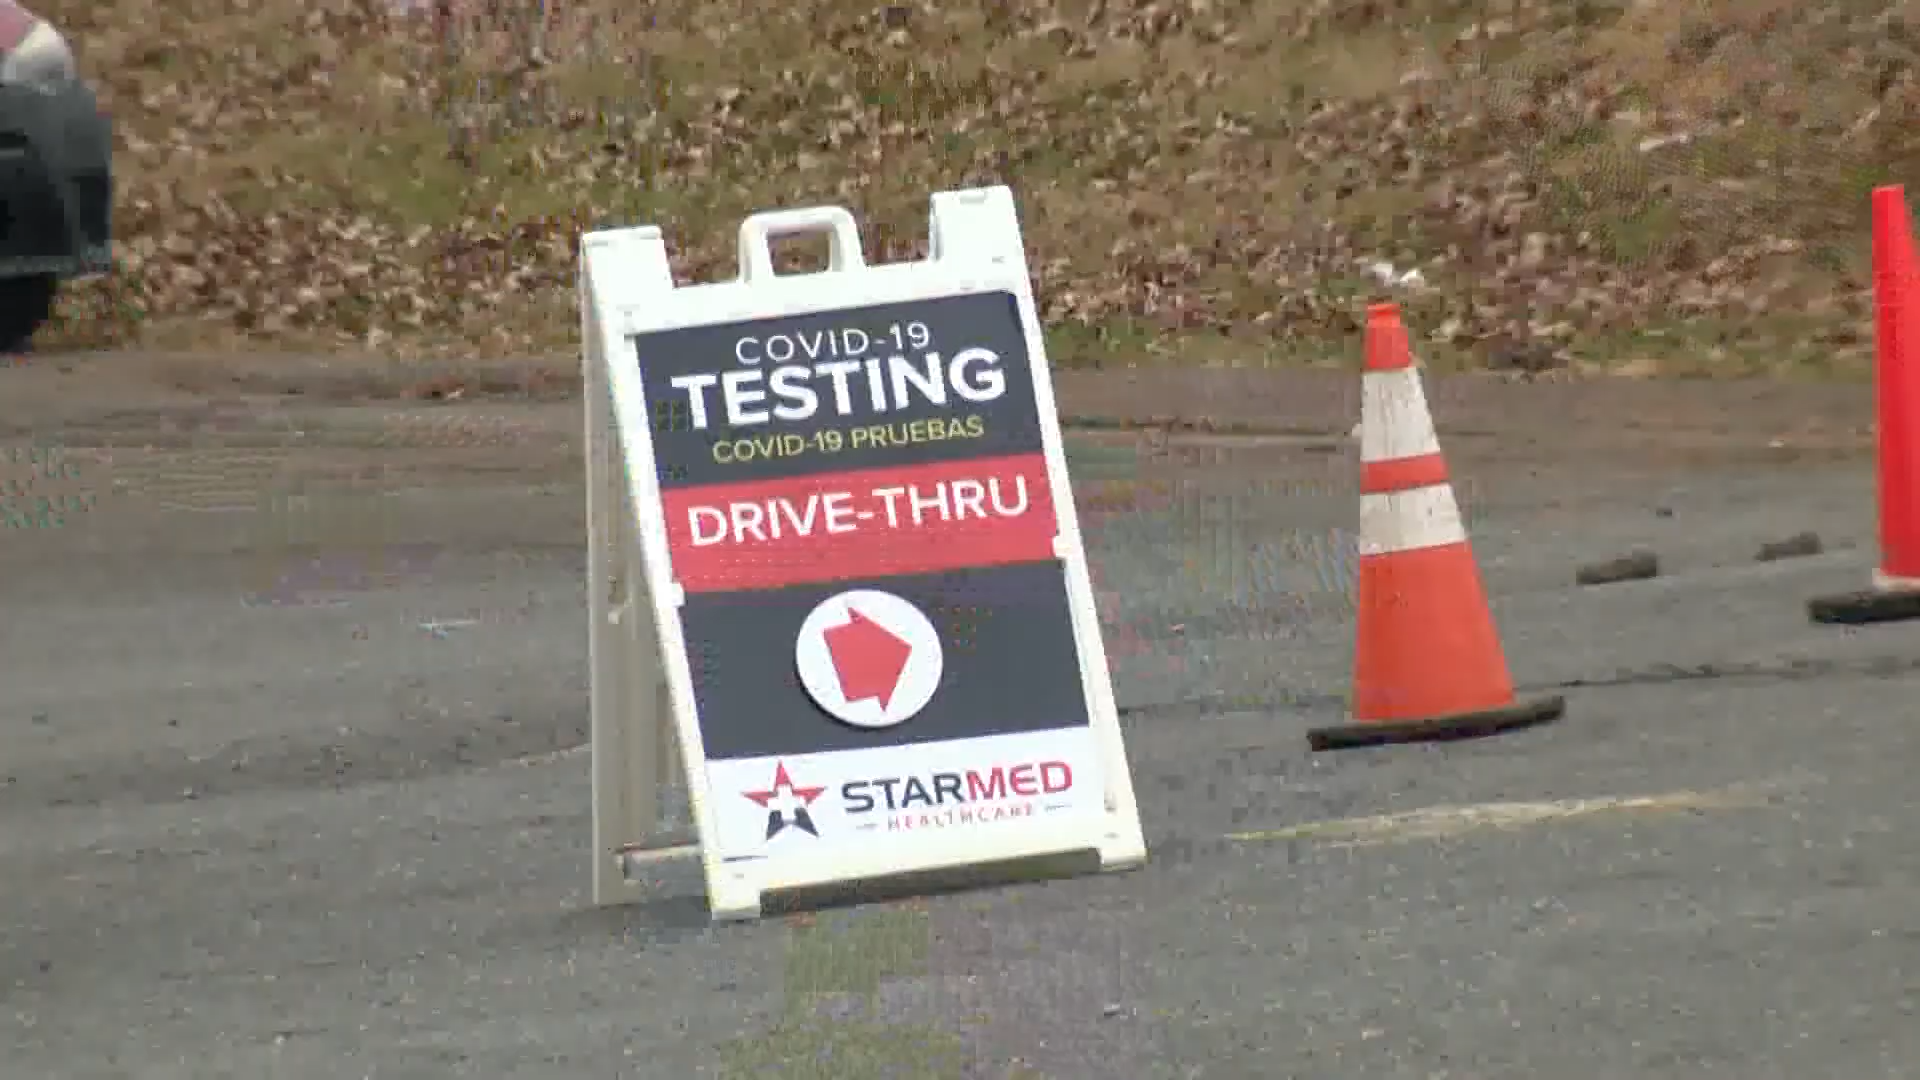 COVID-19
TESTING
COVID-19 PRUEBAS
DRIVE-THRU
STARMED
HEALTHCARE